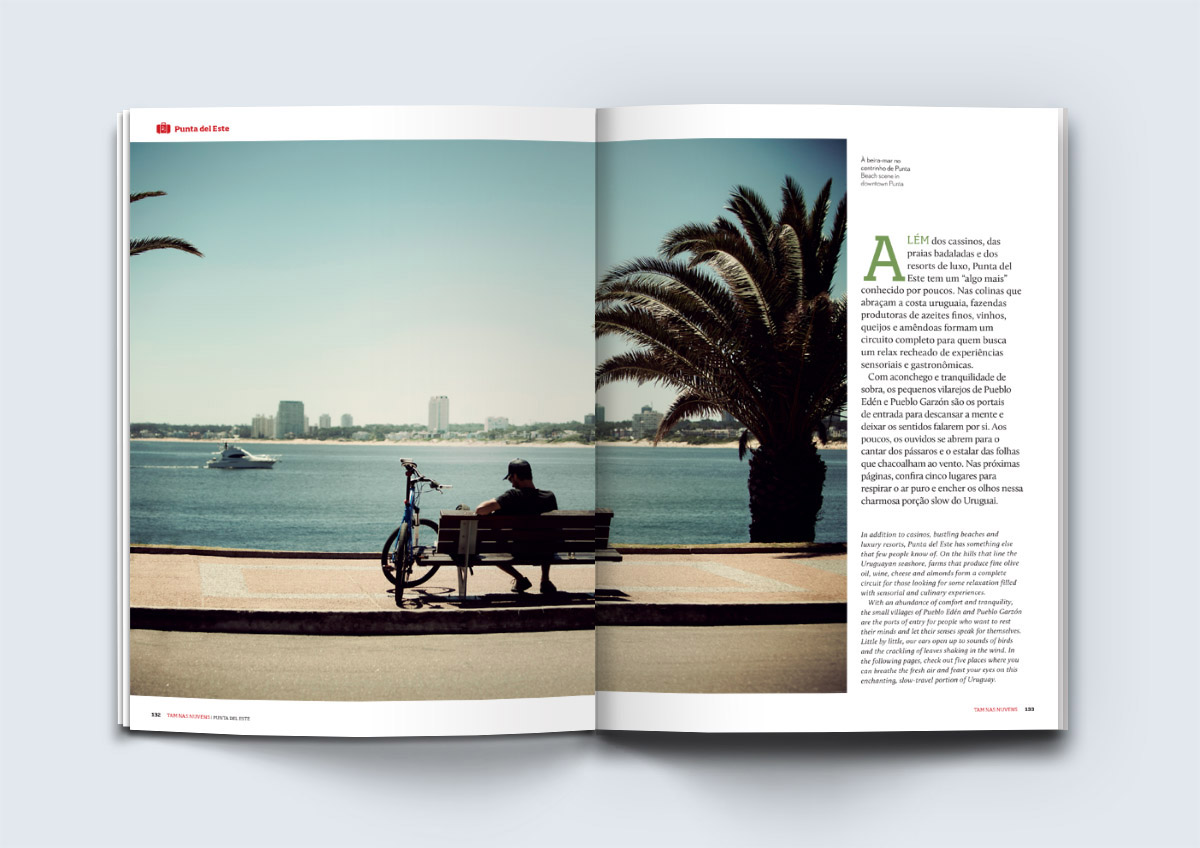 Punta del Este
À beira-mar no
centrinho de Punta
Beach scene in
downtown Punta
ALÉM dos cassinos, das
praias badaladas e dos
resorts de luxo, Punta del
Este tem um "algo mais"
conhecido por poucos. Nas colinas que
abraçam a costa uruguaia, fazendas
produtoras de azeites finos, vinhos,
queijos e amêndoas formam um
circuito completo para quem busca
um relax recheado de experiências
sensoriais e gastronômicas.
Com aconchego e tranquilidade de
sobra, os pequenos vilarejos de Pueblo
Edén e Pueblo Garzón são os portais
de entrada para descansar a mente e
deixar os sentidos falarem por si. Aos
poucos, os ouvidos se abrem para o
cantar dos pássaros e o estalar das folhas
que chacoalham ao vento. Nas próximas
páginas, confira cinco lugares para
respirar o ar puro e encher os olhos nessa
charmosa porção slow do Uruguai.
In addition to casinos, bustling beaches and
luxury resorts, Punta del Este has something else
that few people know of. On the hills that line the
Uruguayan seashore, farms that produce fine olive
oil, wine, cheese and almonds form a complete
circuit for those looking for some relaxation filled
with sensorial and culinary experiences.
With an abundance of comfort and tranquility,
the small villages of Pueblo Edén and Pueblo Garzón
are the ports of entry for people who want to rest
their minds and let their senses speak for themselves.
Little by little, our ears open up to sounds of birds
and the crackling of leaves shaking in the wind. In
the following pages, check out five places where you
can breathe the fresh air and feast your eyes on this
enchanting, slow-travel portion of Uruguay.
132 TAM NAS NUVENS | PUNTA DEL ESTE
TAM NAS NUVENS 133